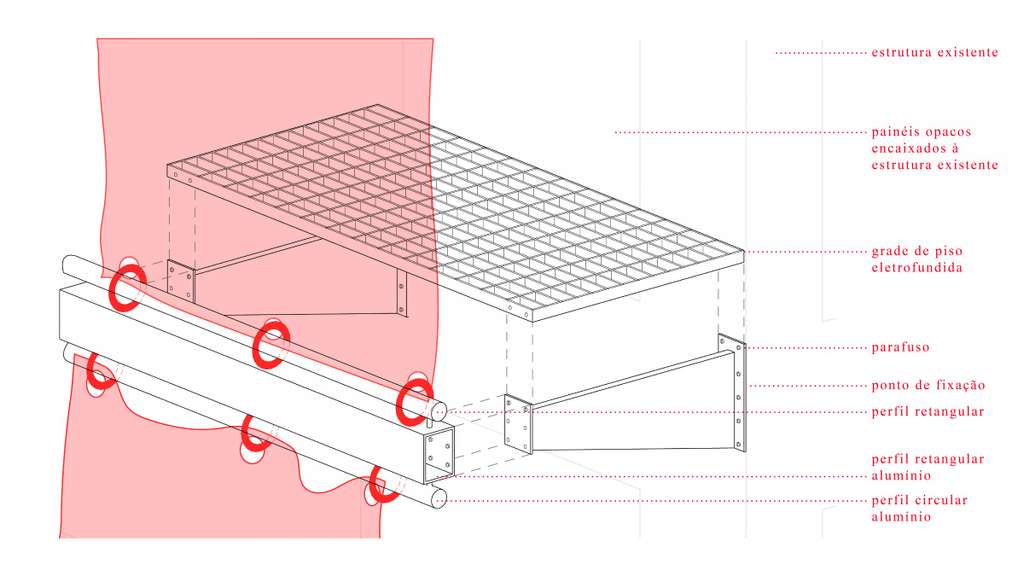 estrutura existente
painéis opacos
encaixados à
estrutura existente
grade de piso
eletrofundida
parafuso
ponto de fixação
perfil retangular
perfil retangular
alumínio
perfil circular
alumínio